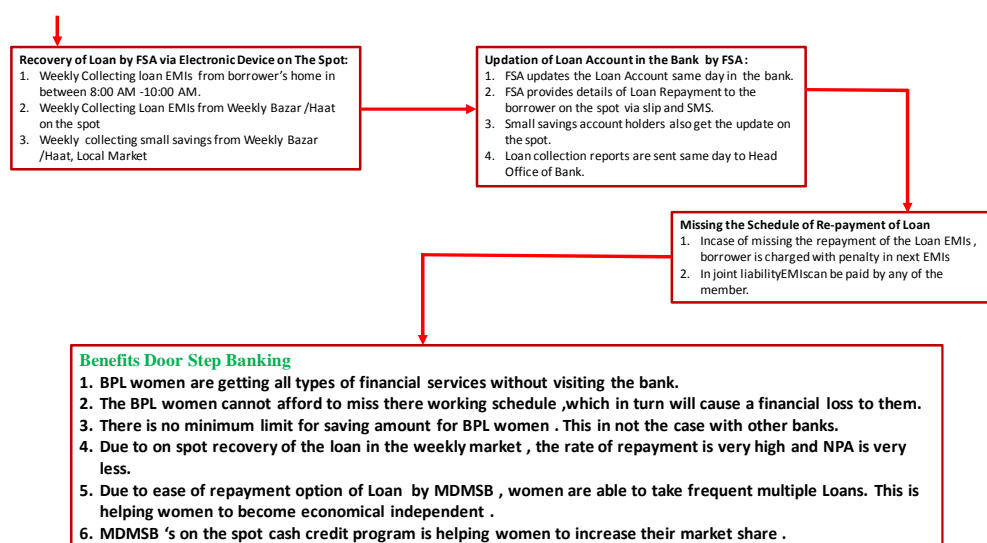 Recovery of Loan by FSA via Electronic Device on The Spot:
1. Weekly Collecting loan EMIs from borrower's home in
between 8:00 AM -10:00 AM.
2. Weekly Collecting Loan EMIs from Weekly Bazar /Haat
on the spot
3. Weekly collecting small savings from Weekly Bazar
/Haat, Local Market
Updation of Loan Account in the Bank by FSA :
1. FSA updates the Loan Account same day in the bank.
2. FSA provides details of Loan Repayment to the
borrower on the spot via slip and SMS.
3. Small savings account holders also get the update on
the spot.
4. Loan collection reports are sent same day to Head
Office of Bank.
Missing the Schedule of Re-payment of Loan
1. Incase of missing the repayment of the Loan EMIs ,
borrower is charged with penalty in next EMIs
2. In joint liabilityEMIscan be paid by any of the
member.
Benefits Door Step Banking
1. BPL women are getting all types of financial services without visiting the bank.
2. The BPL women cannot afford to miss there working schedule ,which in turn will cause a financial loss to them.
3. There is no minimum limit for saving amount for BPL women . This in not the case with other banks.
4. Due to on spot recovery of the loan in the weekly market , the rate of repayment is very high and NPA is very
less.
5. Due to ease of repayment option of Loan by MDMSB , women are able to take frequent multiple Loans. This is
helping women to become economical independent .
6. MDMSB 's on the spot cash credit program is helping women to increase their market share .